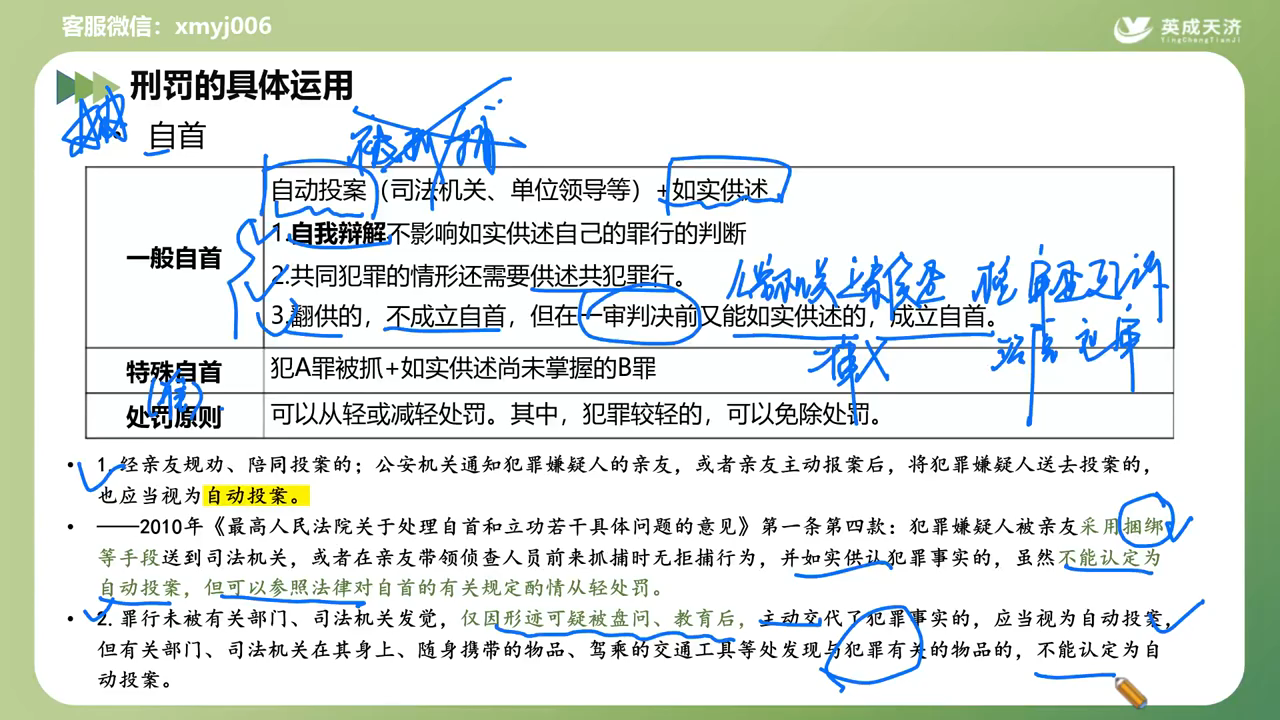 客服微信：xmyj006
英成天济
YingChengTianJi
刑罚的具体运用
自首
被抓捕
一般自首
自动投案（司法机关、单位领导等）+如实供述
1.自我辩解不影响如实供述自己的罪行的判断
2.共同犯罪的情形还需要供述共犯罪行。
3.翻供的，不成立自首，但在一审判决前又能如实供述的，成立自首。
特殊自首
犯A罪被抓+如实供述尚未掌握的B罪
处罚原则
可以从轻或减轻处罚。其中，犯罪较轻的，可以免除处罚。
• 1. 经亲友规劝、陪同投案的；公安机关通知犯罪嫌疑人的亲友，或者亲友主动报案后，将犯罪嫌疑人送去投案的，
也应当视为自动投案。
• ——2010年《最高人民法院关于处理自首和立功若干具体问题的意见》第一条第四款：犯罪嫌疑人被亲友采用捆绑
等手段送到司法机关，或者在亲友带领侦查人员前来抓捕时无拒捕行为，并如实供认犯罪事实的，虽然不能认定为
自动投案，但可以参照法律对自首的有关规定酌情从轻处罚。
• 2. 罪行未被有关部门、司法机关发觉，仅因形迹可疑被盘问、教育后，主动交代了犯罪事实的，应当视为自动投案，
但有关部门、司法机关在其身上、随身携带的物品、驾乘的交通工具等处发现与犯罪有关的物品的，不能认定为自
动投案。